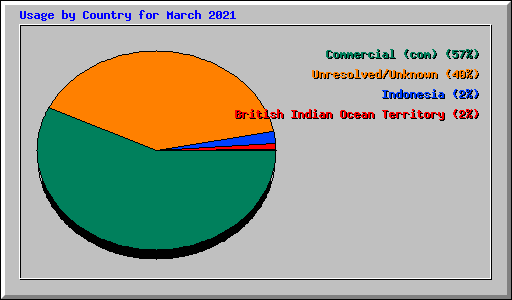 Usage by Country for March 2021
Commercial (com) (57%)
Unresolved/Unknown (40%)
Indonesia (2%)
British Indian Ocean Territory (2%)